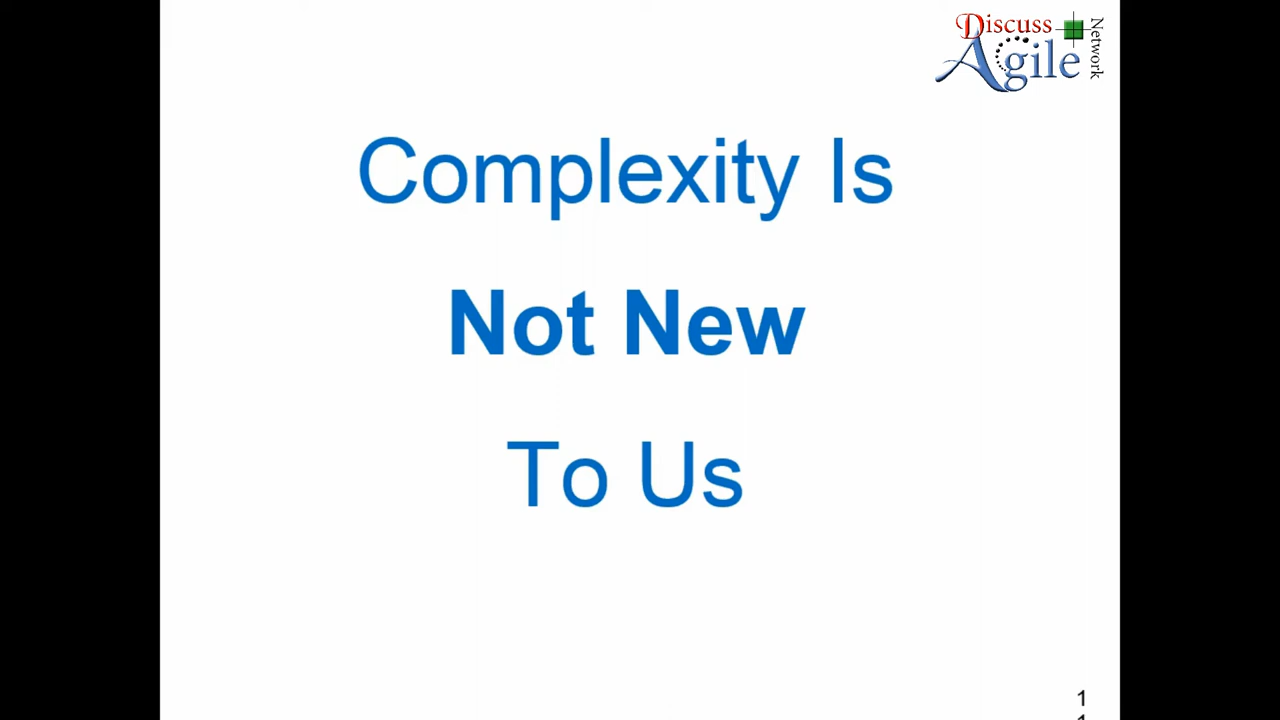 Discuss
Agile
Network
Complexity Is
Not New
To Us
1